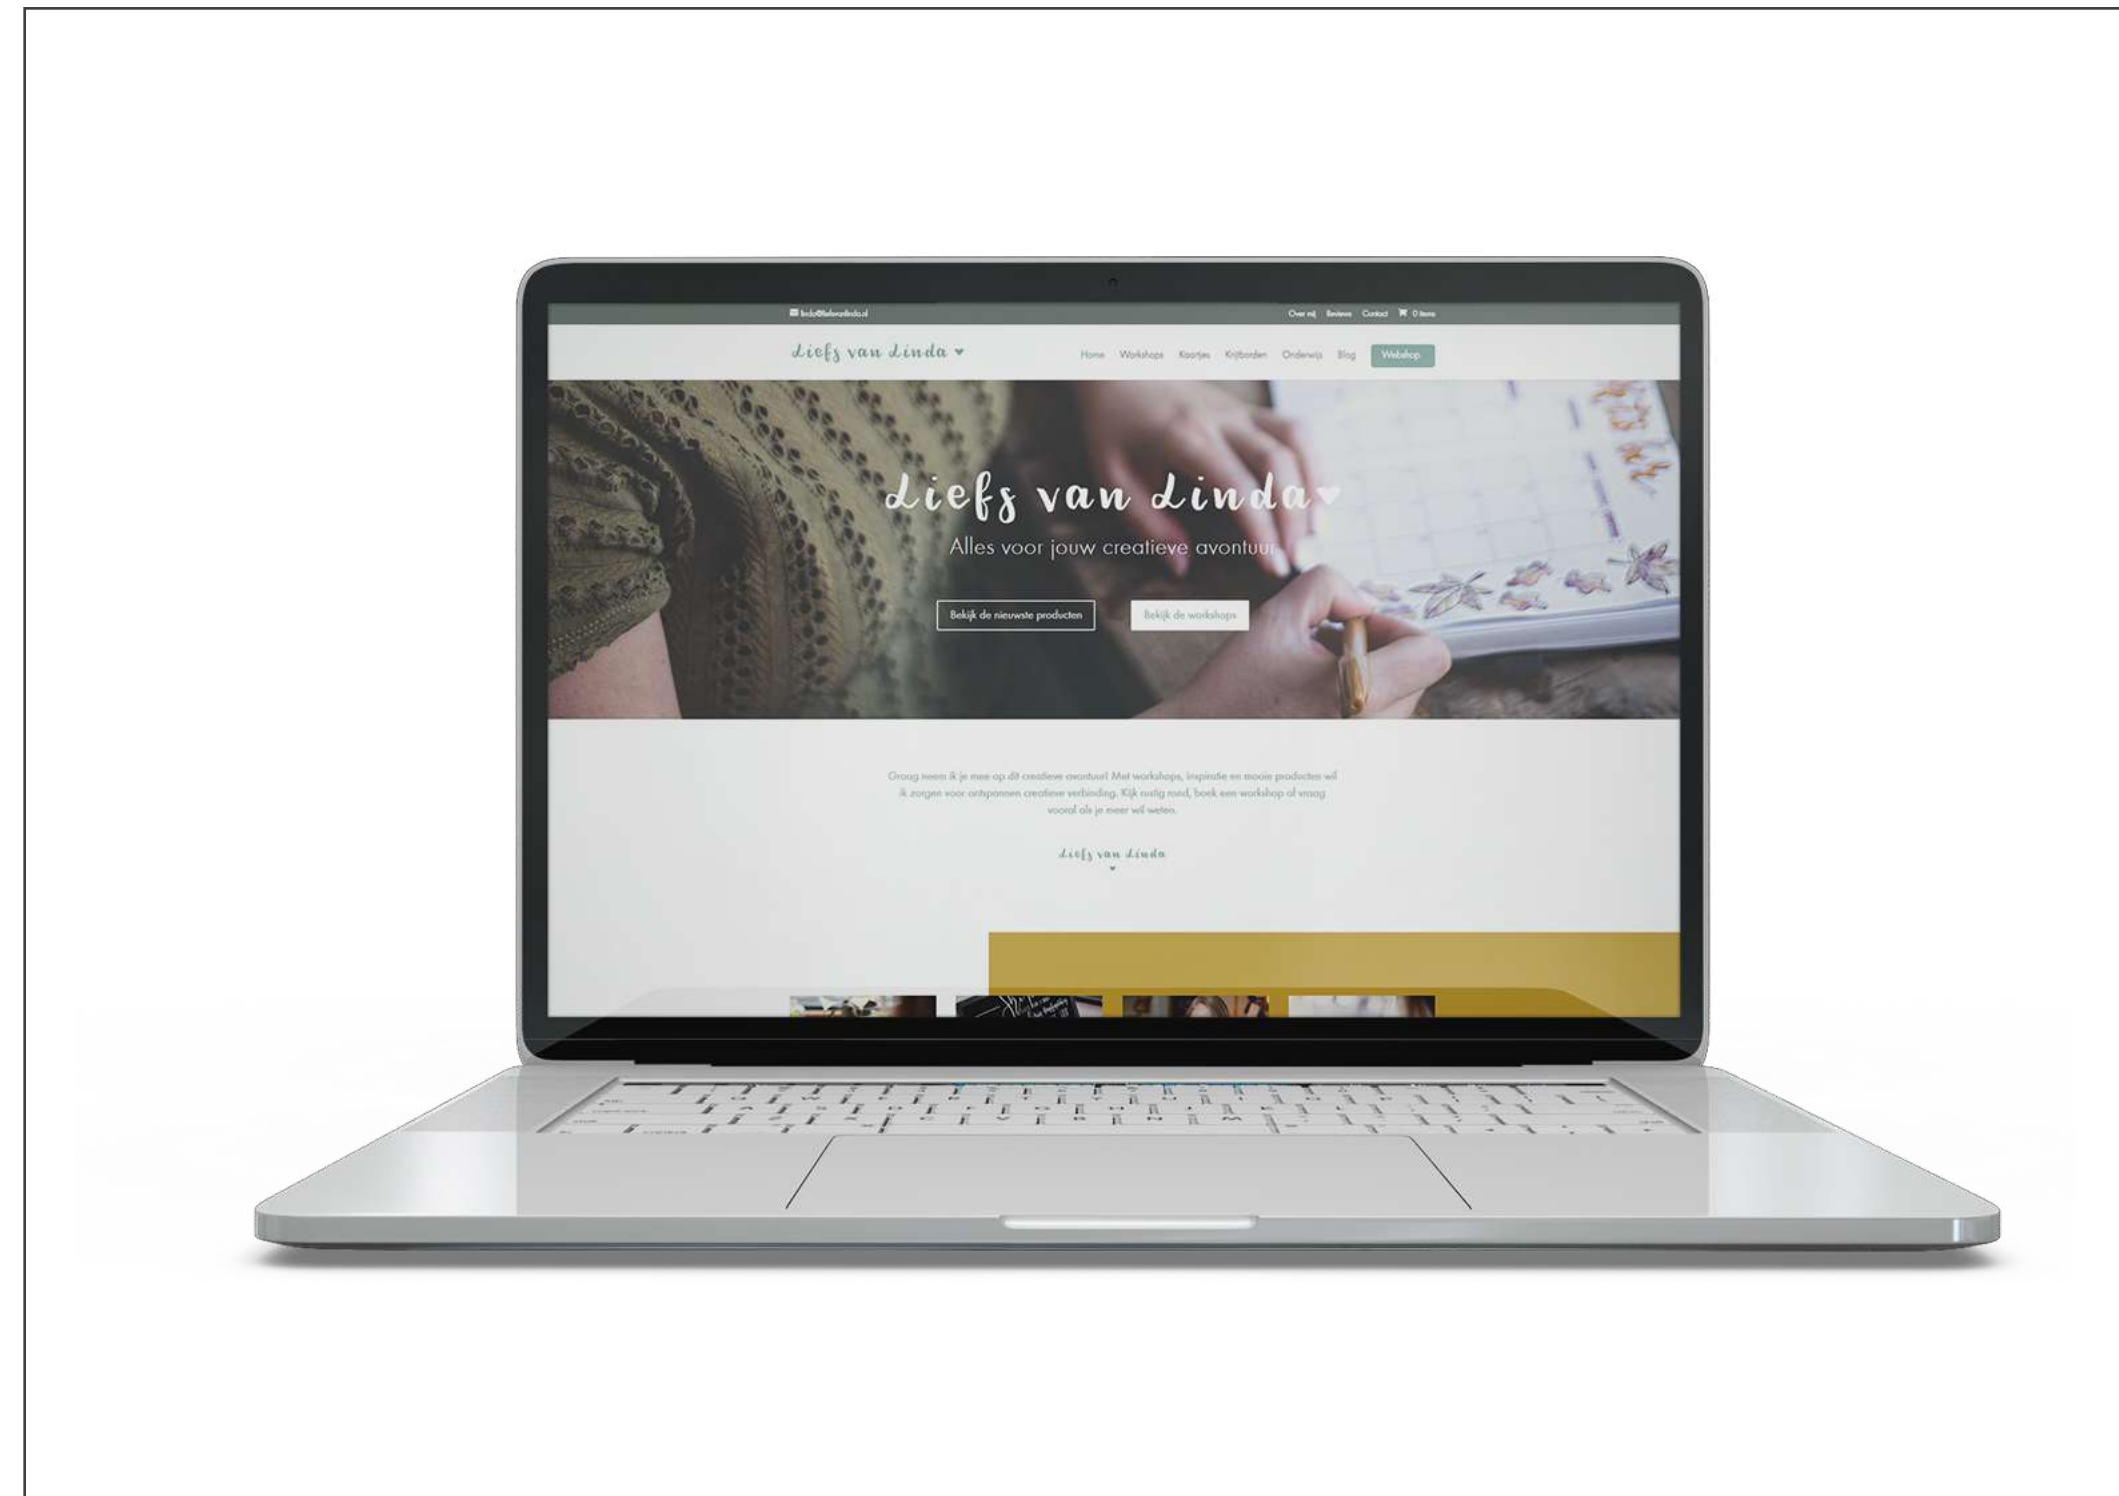 linda@liefsvanlinda.nl
Over mij Reviews Contact 0 items
Liefs van Linda
Home Workshops Kaartjes Krijtborden Onderwijs Blog Webshop
Liefs van Linda
Alles voor jouw creatieve avontuur
Bekijk de nieuwste producten Bekijk de workshops
Graag neem ik je mee op dit creatieve avontuur! Met workshops, inspiratie en mooie producten wil
ik zorgen voor ontspannen creatieve verbinding. Kijk rustig rond, boek een workshop of vraag
vooral als je meer wil weten.
Liefs van Linda